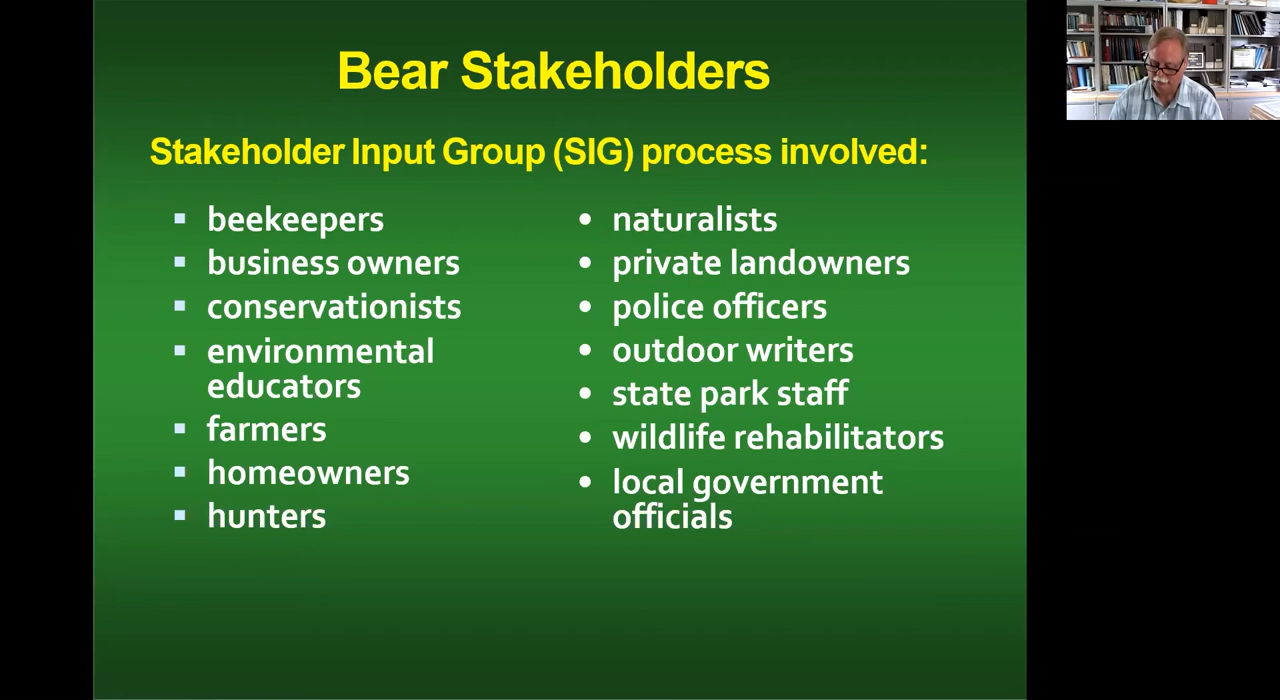 Bear Stakeholders
Stakeholder Input Group (SIG) process involved:
▪ beekeepers
▪ business owners
▪ conservationists
▪ environmental
educators
▪ farmers
▪ homeowners
▪ hunters
• naturalists
• private landowners
• police officers
• outdoor writers
• state park staff
• wildlife rehabilitators
• local government
officials